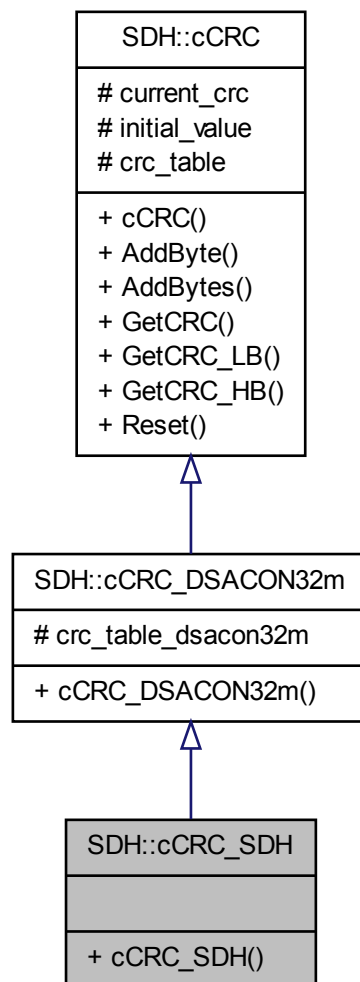 SDH::cCRC
# current_crc
# initial_value
# crc_table
+ cCRC()
+ AddByte()
+ AddBytes()
+ GetCRC()
+ GetCRC_LB()
+ GetCRC_HB()
+ Reset()
SDH::cCRC_DSACON32m
# crc_table_dsacon32m
+ cCRC_DSACON32m()
SDH::cCRC_SDH
+ cCRC_SDH()